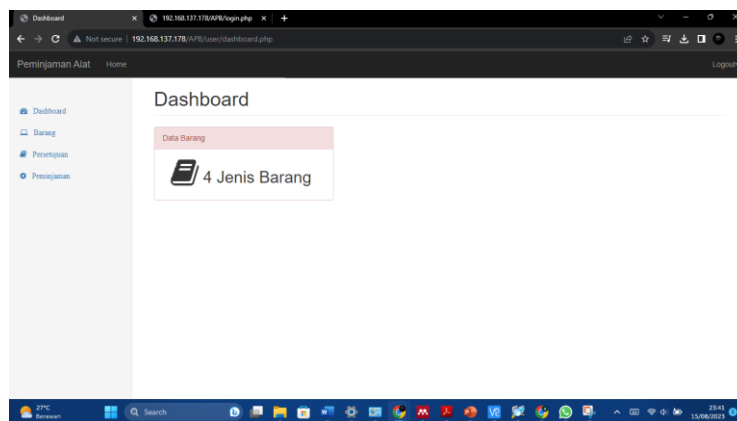 Dashboard
192.168.137.178/APB/login.php
Not secure
192.168.137.178/APB/user/dashboard.php
Peminjaman Alat
Home
Logout
Dashboard
Barang
Persetujuan
Peminjaman
Dashboard
Data Barang
4 Jenis Barang
27°C
Berawan
Search
23:41
15/08/2023